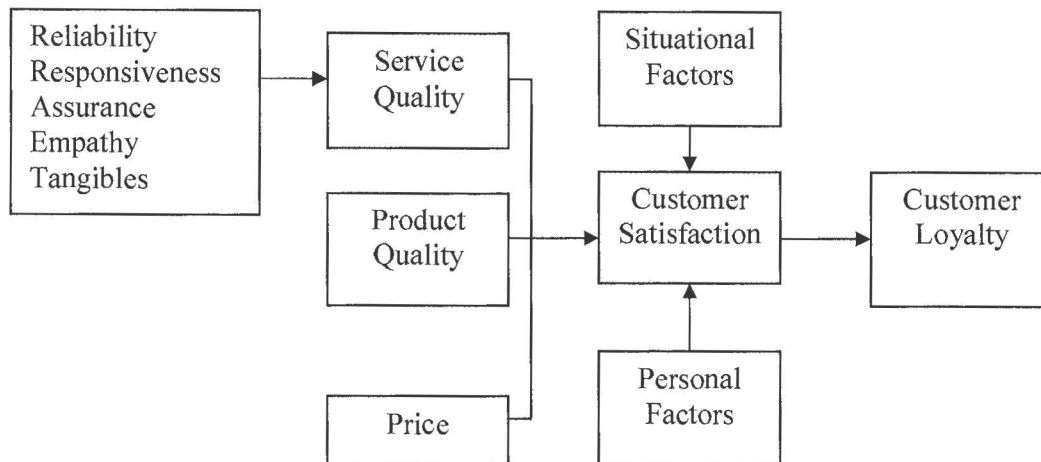 Reliability
Responsiveness
Assurance
Empathy
Tangibles
Service
Quality
Product
Quality
Price
Situational
Factors
Customer
Satisfaction
Personal
Factors
Customer
Loyalty